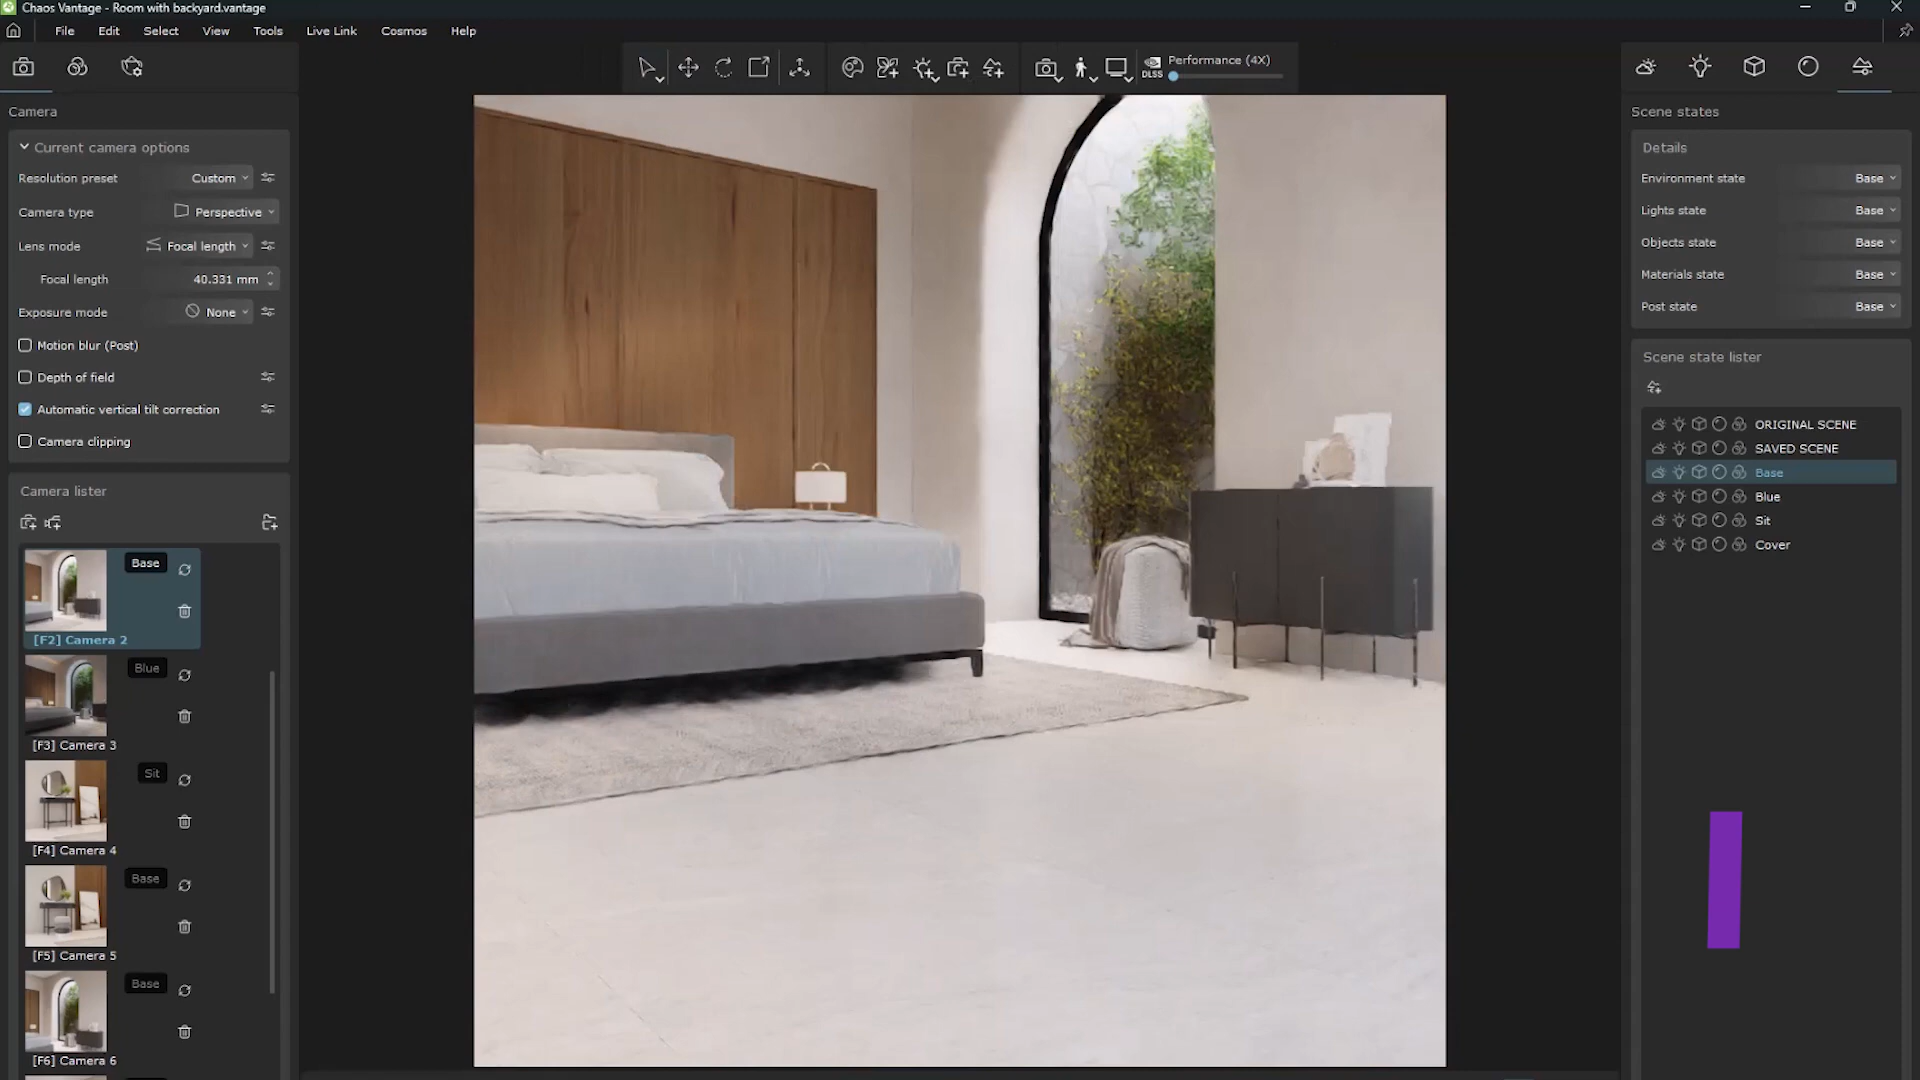 Chaos Vantage - Room with backyard.vantage
File Edit Select View Tools Live Link Cosmos Help
DLSS
Performance (4X)
Camera
Current camera options
Resolution preset Custom
Camera type Perspective
Lens mode Focal length
Focal length 40.331 mm
Exposure mode None
Motion blur (Post)
Depth of field
Automatic vertical tilt correction
Camera clipping
Camera lister
Base
[F2] Camera 2
Blue
[F3] Camera 3
Sit
[F4] Camera 4
Base
[F5] Camera 5
Base
[F6] Camera 6
Scene states
Details
Environment state Base
Lights state Base
Objects state Base
Materials state Base
Post state Base
Scene state lister
ORIGINAL SCENE
SAVED SCENE
Base
Blue
Sit
Cover